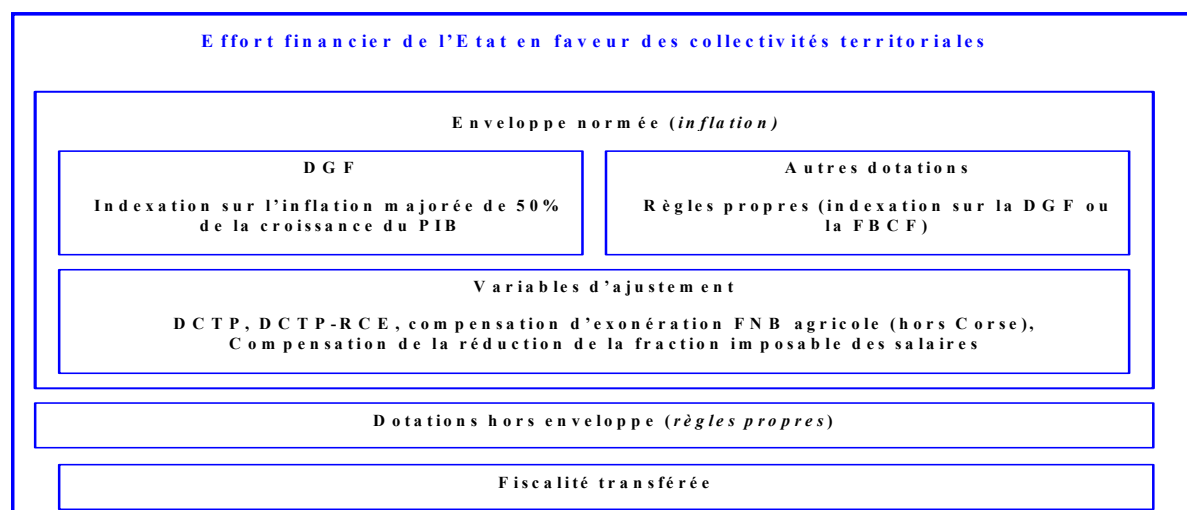 Effort financier de l'Etat en faveur des collectivités territoriales
Enveloppe normée (inflation)
DGF
Indexation sur l'inflation majorée de 50%
de la croissance du PIB
Autres dotations
Règles propres (indexation sur la DGF ou
la FBCF)
Variables d'ajustement
DCTP, DCTP-RCE, compensation d'exonération FNB agricole (hors Corse),
Compensation de la réduction de la fraction imposable des salaires
Dotations hors enveloppe (règles propres)
Fiscalité transférée